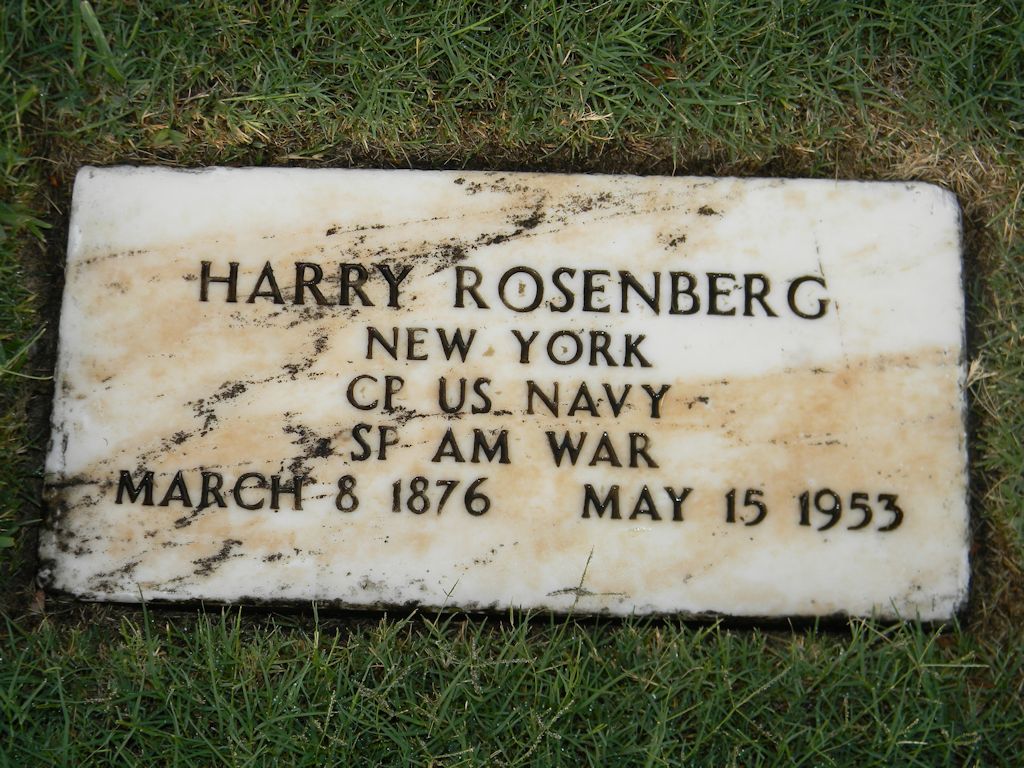 HARRY ROSENBERG
NEW YORK
CP US NAVY
SP AM WAR
MARCH 8 1876 MAY 15 1953